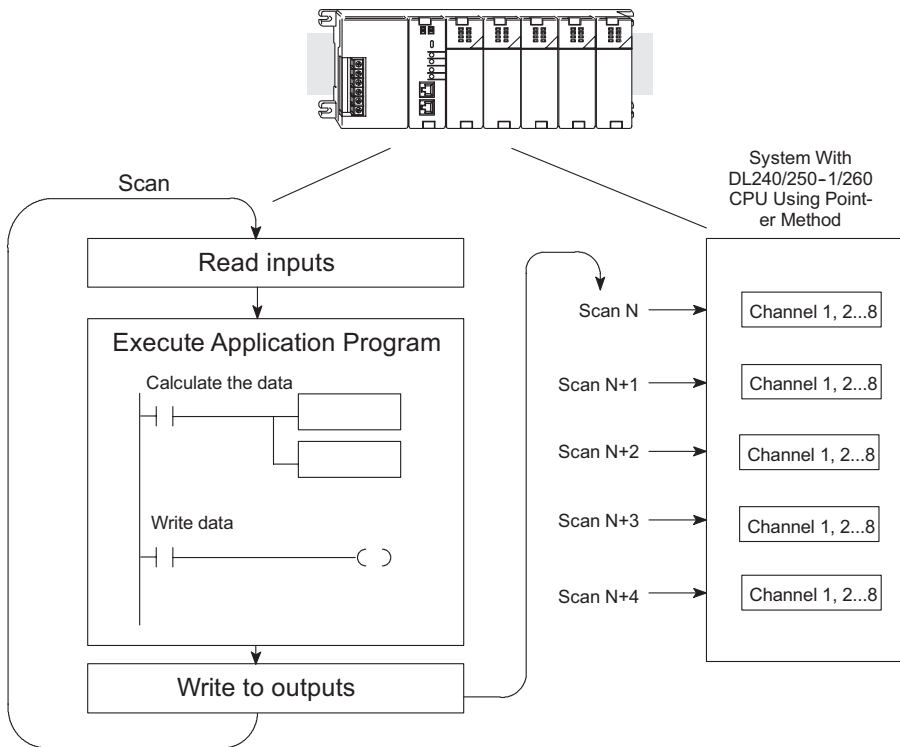 System With
DL240/250-1/260
CPU Using Point-
er Method
Scan
Read inputs
Execute Application Program
Calculate the data
Write data
Write to outputs
Scan N
Channel 1, 2...8
Scan N+1
Channel 1, 2...8
Scan N+2
Channel 1, 2...8
Scan N+3
Channel 1, 2...8
Scan N+4
Channel 1, 2...8